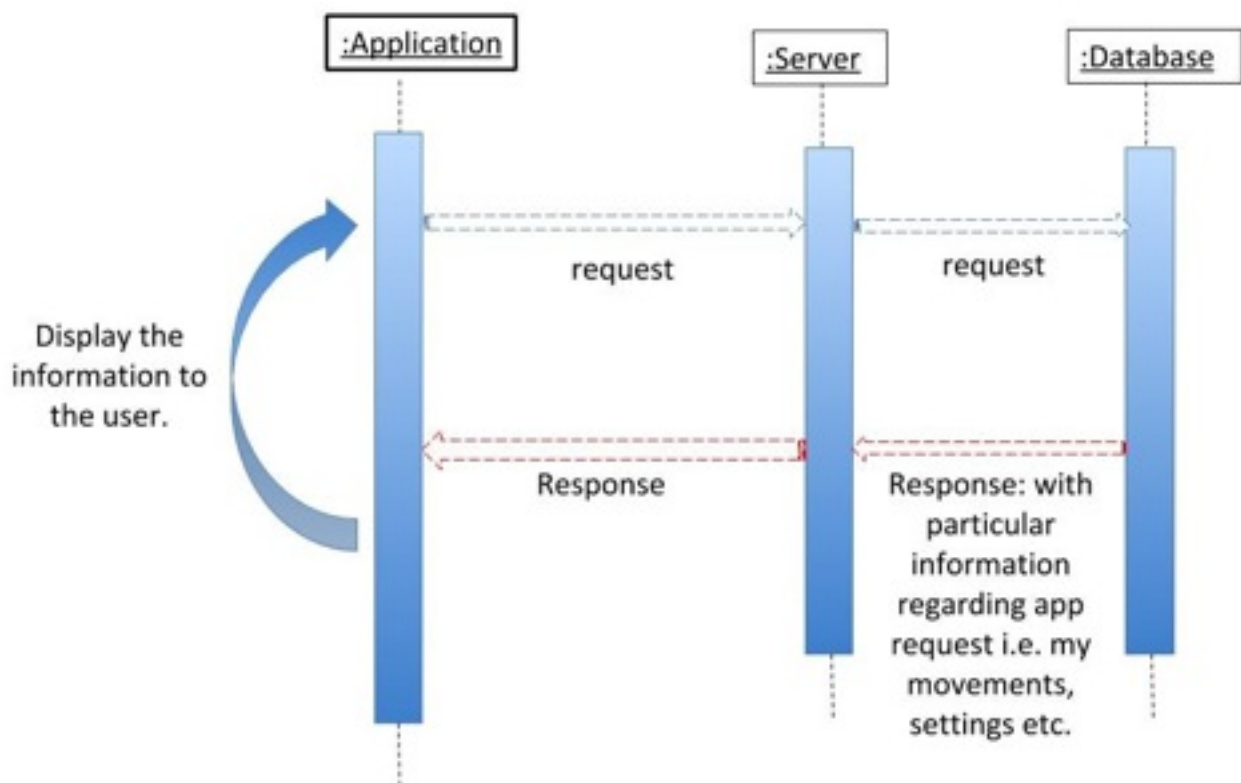 :Application
:Server
:Database
request
request
Display the
information to
the user.
Response
Response: with
particular
information
regarding app
request i.e. my
movements,
settings etc.